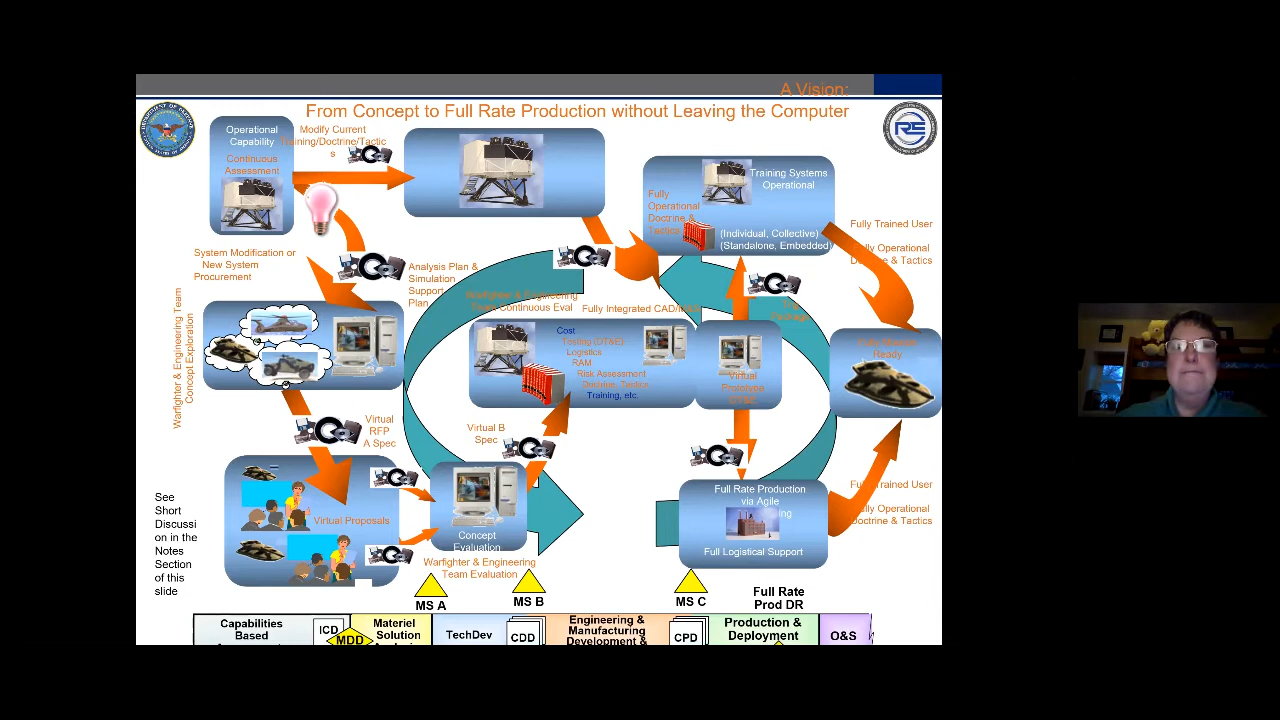 A Vision:
From Concept to Full Rate Production without Leaving the Computer
Operational
Capability
Continuous
Assessment
Modify Current
Training/Doctrine/Tactic
s
Training Systems
Operational
Fully
Operational
Doctrine &
Tactics
(Individual, Collective)
(Standalone, Embedded)
Fully Trained User
Fully Operational
Doctrine & Tactics
System Modification or
New System
Procurement
Analysis Plan &
Simulation
Support
Plan
Warfighter & Engineering
Team Continuous Eval
Fully Integrated
Package
Warfighter & Engineering Team
Concept Exploration
Cost
Testing (DT&E)
Logistics
RAM
Risk Assessment
Doctrine, Tactics
Training, etc.
Virtual
Prototype
Ready
Virtual
RFP
A Spec
Virtual B
Spec
See
Short
Discussi
on in the
Notes
Section
of this
slide
Virtual Proposals
Concept
Evaluation
Warfighter & Engineering
Team Evaluation
Full Rate Production
via Agile
Full Logistical Support
Fully Trained User
Fully Operational
Doctrine & Tactics
MS A
MS B
MS C
Full Rate
Prod DR
Capabilities
Based
ICD
MDD
Materiel
Solution
TechDev
CDD
Engineering &
Manufacturing
Development &
CPD
Production &
Deployment
O&S